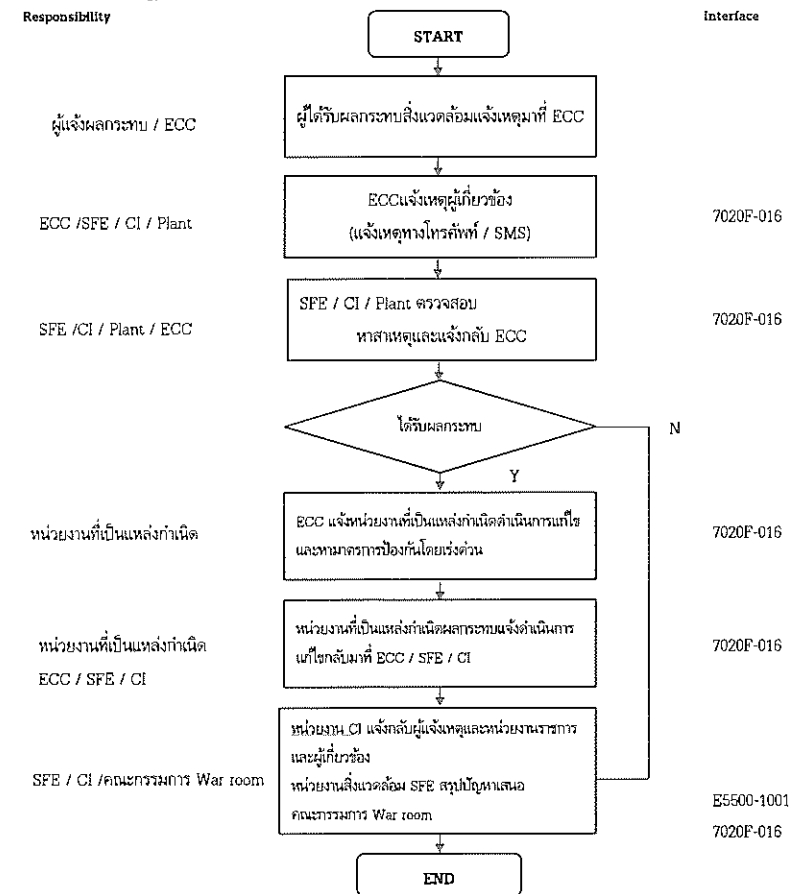 Responsibility
Interface
START
ผู้แจ้งผลกระทบ / ECC
ผู้ได้รับผลกระทบสิ่งแวดล้อมแจ้งเหตุมาที่ ECC
ECC /SFE / CI / Plant
ECCแจ้งเหตุผู้เกี่ยวข้อง
(แจ้งเหตุทางโทรศัพท์ / SMS)
7020F-016
SFE /CI / Plant / ECC
SFE / CI / Plant ตรวจสอบ
หาสาเหตุและแจ้งกลับ ECC
7020F-016
ได้รับผลกระทบ
N
Y
หน่วยงานที่เป็นแหล่งกำเนิด
ECC แจ้งหน่วยงานที่เป็นแหล่งกำเนิดดำเนินการแก้ไข
และหามาตรการป้องกันโดยเร่งด่วน
7020F-016
หน่วยงานที่เป็นแหล่งกำเนิด
ECC / SFE / CI
หน่วยงานที่เป็นแหล่งกำเนิดผลกระทบแจ้งดำเนินการ
แก้ไขกลับมาที่ ECC / SFE / CI
7020F-016
SFE / CI /คณะกรรมการ War room
หน่วยงาน CI แจ้งกลับผู้แจ้งเหตุและหน่วยงานราชการ
และผู้เกี่ยวข้อง
หน่วยงานสิ่งแวดล้อม SFE สรุปปัญหาเสนอ
คณะกรรมการ War room
E5500-1001
7020F-016
END